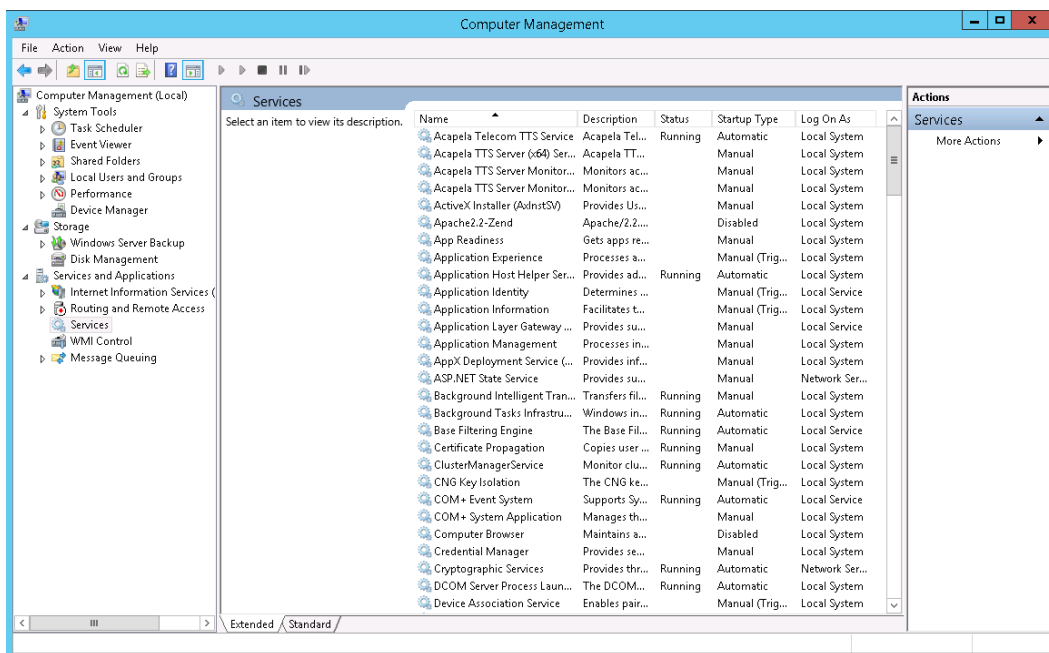 Computer Management
File Action View Help
Computer Management (Local)
System Tools
Task Scheduler
Event Viewer
Shared Folders
Local Users and Groups
Performance
Device Manager
Storage
Windows Server Backup
Disk Management
Services and Applications
Internet Information Services (
Routing and Remote Access
Services
WMI Control
Message Queuing
Services
Select an item to view its description.
Name Description Status Startup Type Log On As
Acapela Telecom TTS Service Acapela Tel... Running Automatic Local System
Acapela TTS Server (x64) Ser... Acapela TT... Manual Local System
Acapela TTS Server Monitor... Monitors ac... Manual Local System
Acapela TTS Server Monitor... Monitors ac... Manual Local System
ActiveX Installer (AxInstSV) Provides Us... Manual Local System
Apache2.2-Zend Apache/2.2.... Disabled Local System
App Readiness Gets apps re... Manual Local System
Application Experience Processes a... Manual (Trig... Local System
Application Host Helper Ser... Provides ad... Running Automatic Local System
Application Identity Determines ... Manual (Trig... Local Service
Application Information Facilitates t... Manual (Trig... Local System
Application Layer Gateway ... Provides su... Manual Local Service
Application Management Processes in... Manual Local System
AppX Deployment Service (... Provides inf... Manual Local System
ASP.NET State Service Provides su... Manual Network Ser...
Background Intelligent Tran... Transfers fil... Running Manual Local System
Background Tasks Infrastru... Windows in... Running Automatic Local System
Base Filtering Engine The Base Fil... Running Automatic Local Service
Certificate Propagation Copies user ... Running Manual Local System
ClusterManagerService Monitor clu... Running Automatic Local System
CNG Key Isolation The CNG ke... Manual (Trig... Local System
COM+ Event System Supports Sy... Running Automatic Local Service
COM+ System Application Manages th... Manual Local System
Computer Browser Maintains a... Disabled Local System
Credential Manager Provides se... Manual Local System
Cryptographic Services Provides thr... Running Automatic Network Ser...
DCOM Server Process Laun... The DCOM... Running Automatic Local System
Device Association Service Enables pair... Manual (Trig... Local System
Extended Standard
Actions
Services
More Actions